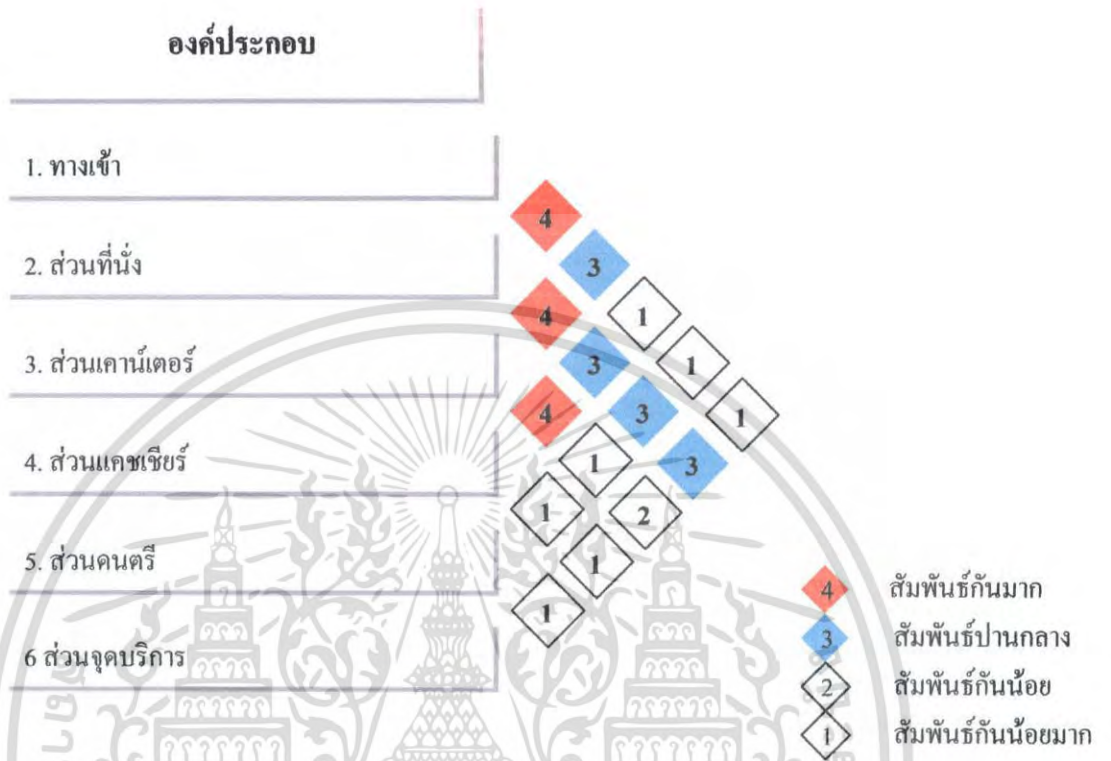 องค์ประกอบ
1. ทางเข้า
4
2. ส่วนที่นั่ง
3
4
1
3. ส่วนเคาน์เตอร์
3
1
4
3
1
4. ส่วนแคชเชียร์
1
3
1
2
5. ส่วนดนตรี
1
4 สัมพันธ์กันมาก
1
3 สัมพันธ์ปานกลาง
6 ส่วนจุดบริการ
2 สัมพันธ์กันน้อย
1 สัมพันธ์กันน้อยมาก